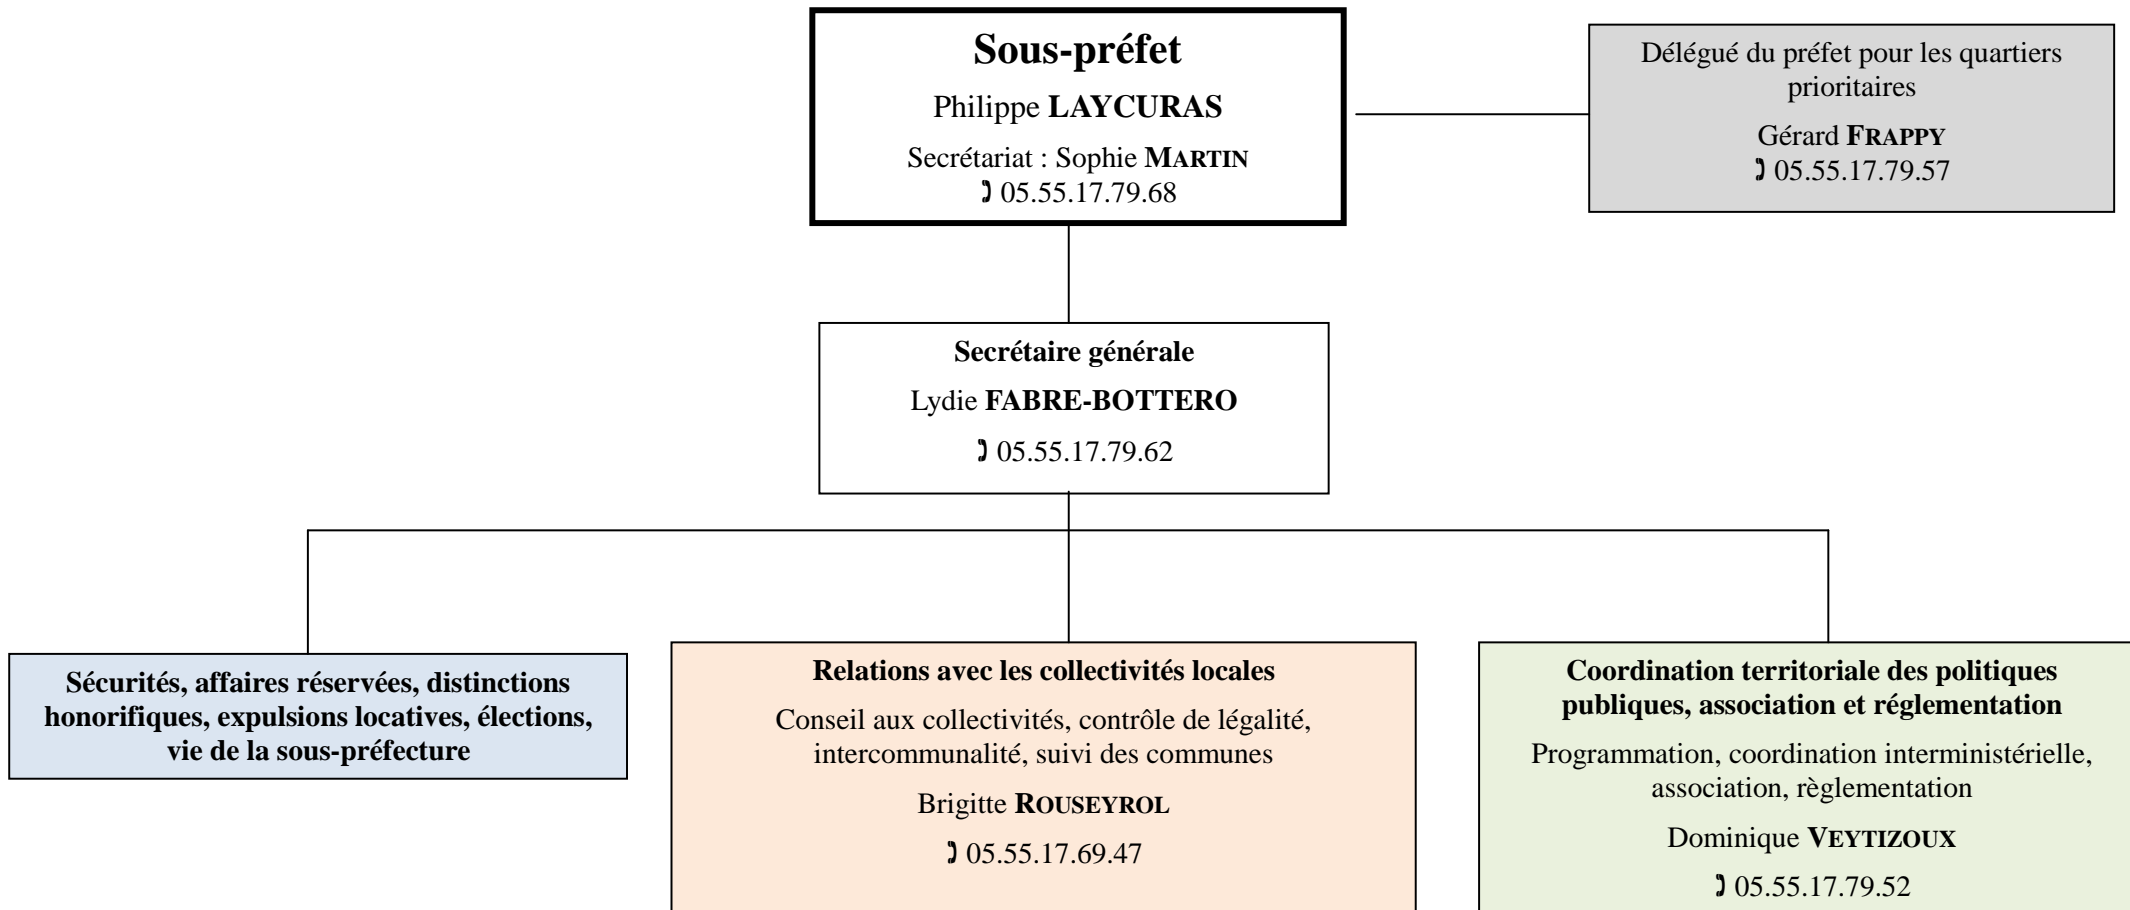 Sous-préfet
Philippe LAYCURAS
Secrétariat : Sophie MARTIN
05.55.17.79.68
Délégué du préfet pour les quartiers
prioritaires
Gérard FRAPPY
05.55.17.79.57
Secrétaire générale
Lydie FABRE-BOTTERO
05.55.17.79.62
Sécurités, affaires réservées, distinctions
honorifiques, expulsions locatives, élections,
vie de la sous-préfecture
Relations avec les collectivités locales
Conseil aux collectivités, contrôle de légalité,
intercommunalité, suivi des communes
Brigitte ROUSEYROL
05.55.17.69.47
Coordination territoriale des politiques
publiques, association et réglementation
Programmation, coordination interministérielle,
association, règlementation
Dominique VEYTIZOUX
05.55.17.79.52